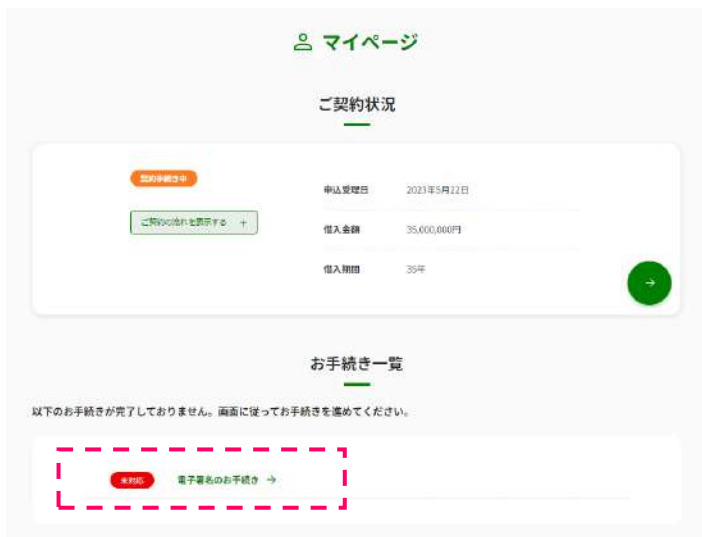 マイページ
ご契約状況
契約手続き中
ご契約の流れを表示する +
申込受理日 2023年5月22日
借入金額 35,000,000円
借入期間 35年
お手続き一覧
以下のお手続きが完了しておりません。画面に従ってお手続きを進めてください。
未対応 電子署名のお手続き →